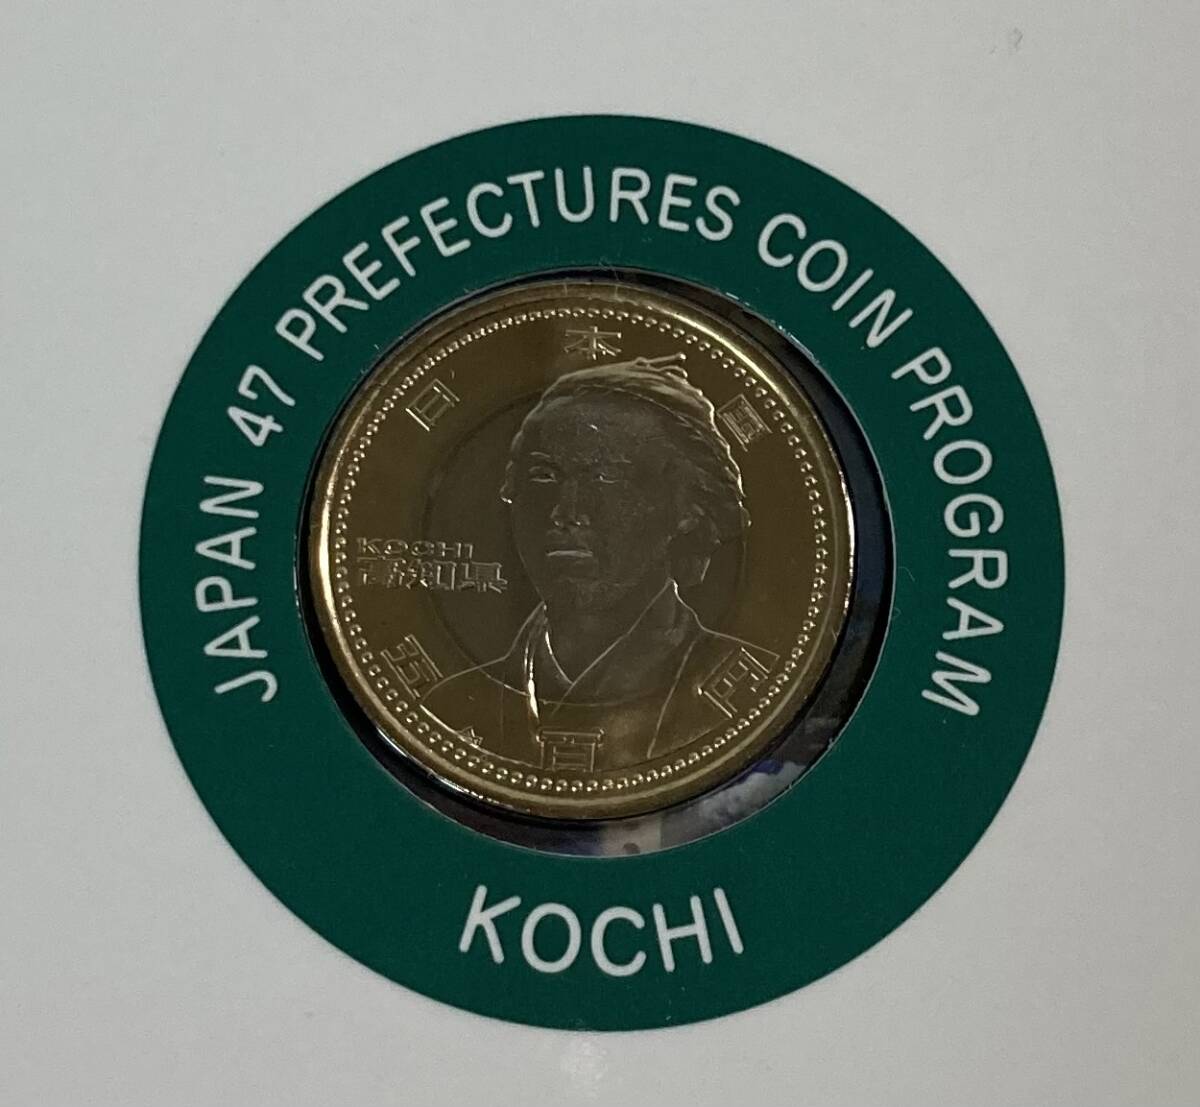 JAPAN 47 PREFECTURES COIN PROGRAM
日本国
KOCHI
高知県
五百円
KOCHI